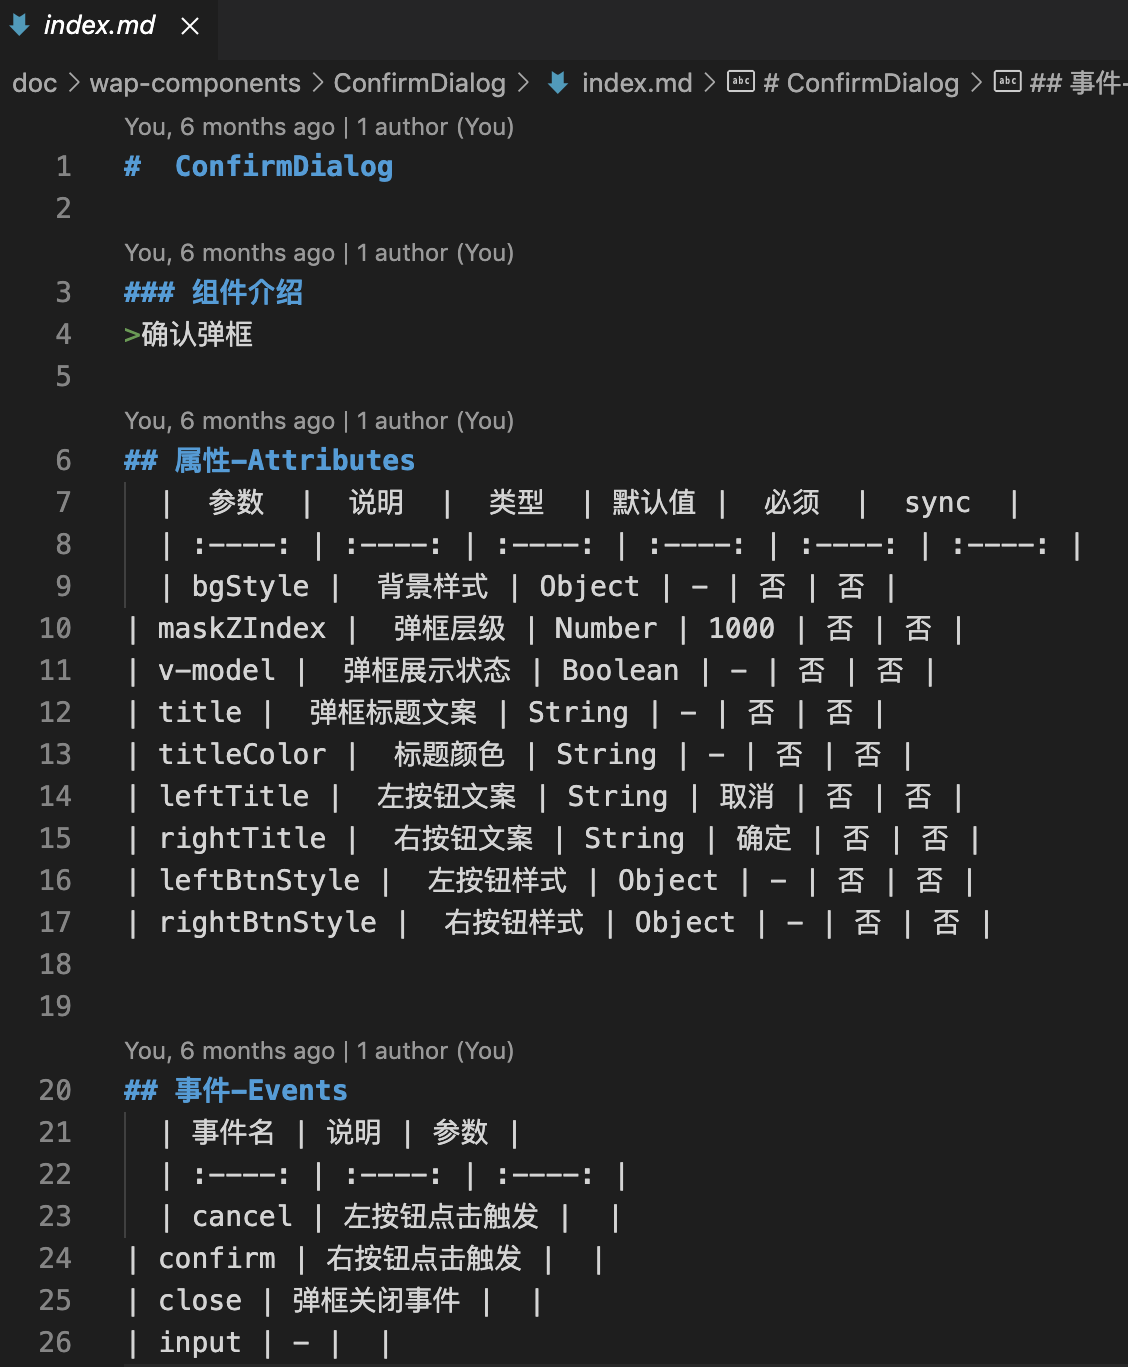 index.md
doc > wap-components > ConfirmDialog > index.md > # ConfirmDialog > ## 事件-
You, 6 months ago | 1 author (You)
1 #  ConfirmDialog
2
You, 6 months ago | 1 author (You)
3 ### 组件介绍
4 >确认弹框
5
You, 6 months ago | 1 author (You)
6 ## 属性-Attributes
7 |  参数  |  说明  |  类型  | 默认值 |  必须  |  sync  |
8 | :----: | :----: | :----: | :----: | :----: | :----: |
9 | bgStyle |  背景样式 | Object | - | 否 | 否 |
10 | maskZIndex |  弹框层级 | Number | 1000 | 否 | 否 |
11 | v-model |  弹框展示状态 | Boolean | - | 否 | 否 |
12 | title |  弹框标题文案 | String | - | 否 | 否 |
13 | titleColor |  标题颜色 | String | - | 否 | 否 |
14 | leftTitle |  左按钮文案 | String | 取消 | 否 | 否 |
15 | rightTitle |  右按钮文案 | String | 确定 | 否 | 否 |
16 | leftBtnStyle |  左按钮样式 | Object | - | 否 | 否 |
17 | rightBtnStyle |  右按钮样式 | Object | - | 否 | 否 |
18
19
You, 6 months ago | 1 author (You)
20 ## 事件-Events
21 | 事件名 | 说明 | 参数 |
22 | :----: | :----: | :----: |
23 | cancel | 左按钮点击触发 |  |
24 | confirm | 右按钮点击触发 |  |
25 | close | 弹框关闭事件 |  |
26 | input | - |  |